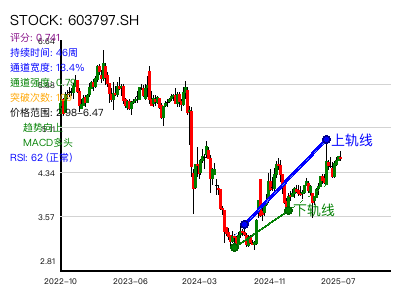 STOCK: 603797.SH
评分: 0.741
持续时间: 46周
通道宽度: 13.4%
通道强度: 0.79
突破次数:
价格范围: 2.98-6.47
趋势向上
MACD多头
RSI: 62 (正常)
4.34
3.57
2.81
上轨线
下轨线
2022-10
2023-06
2024-03
2024-11
2025-07